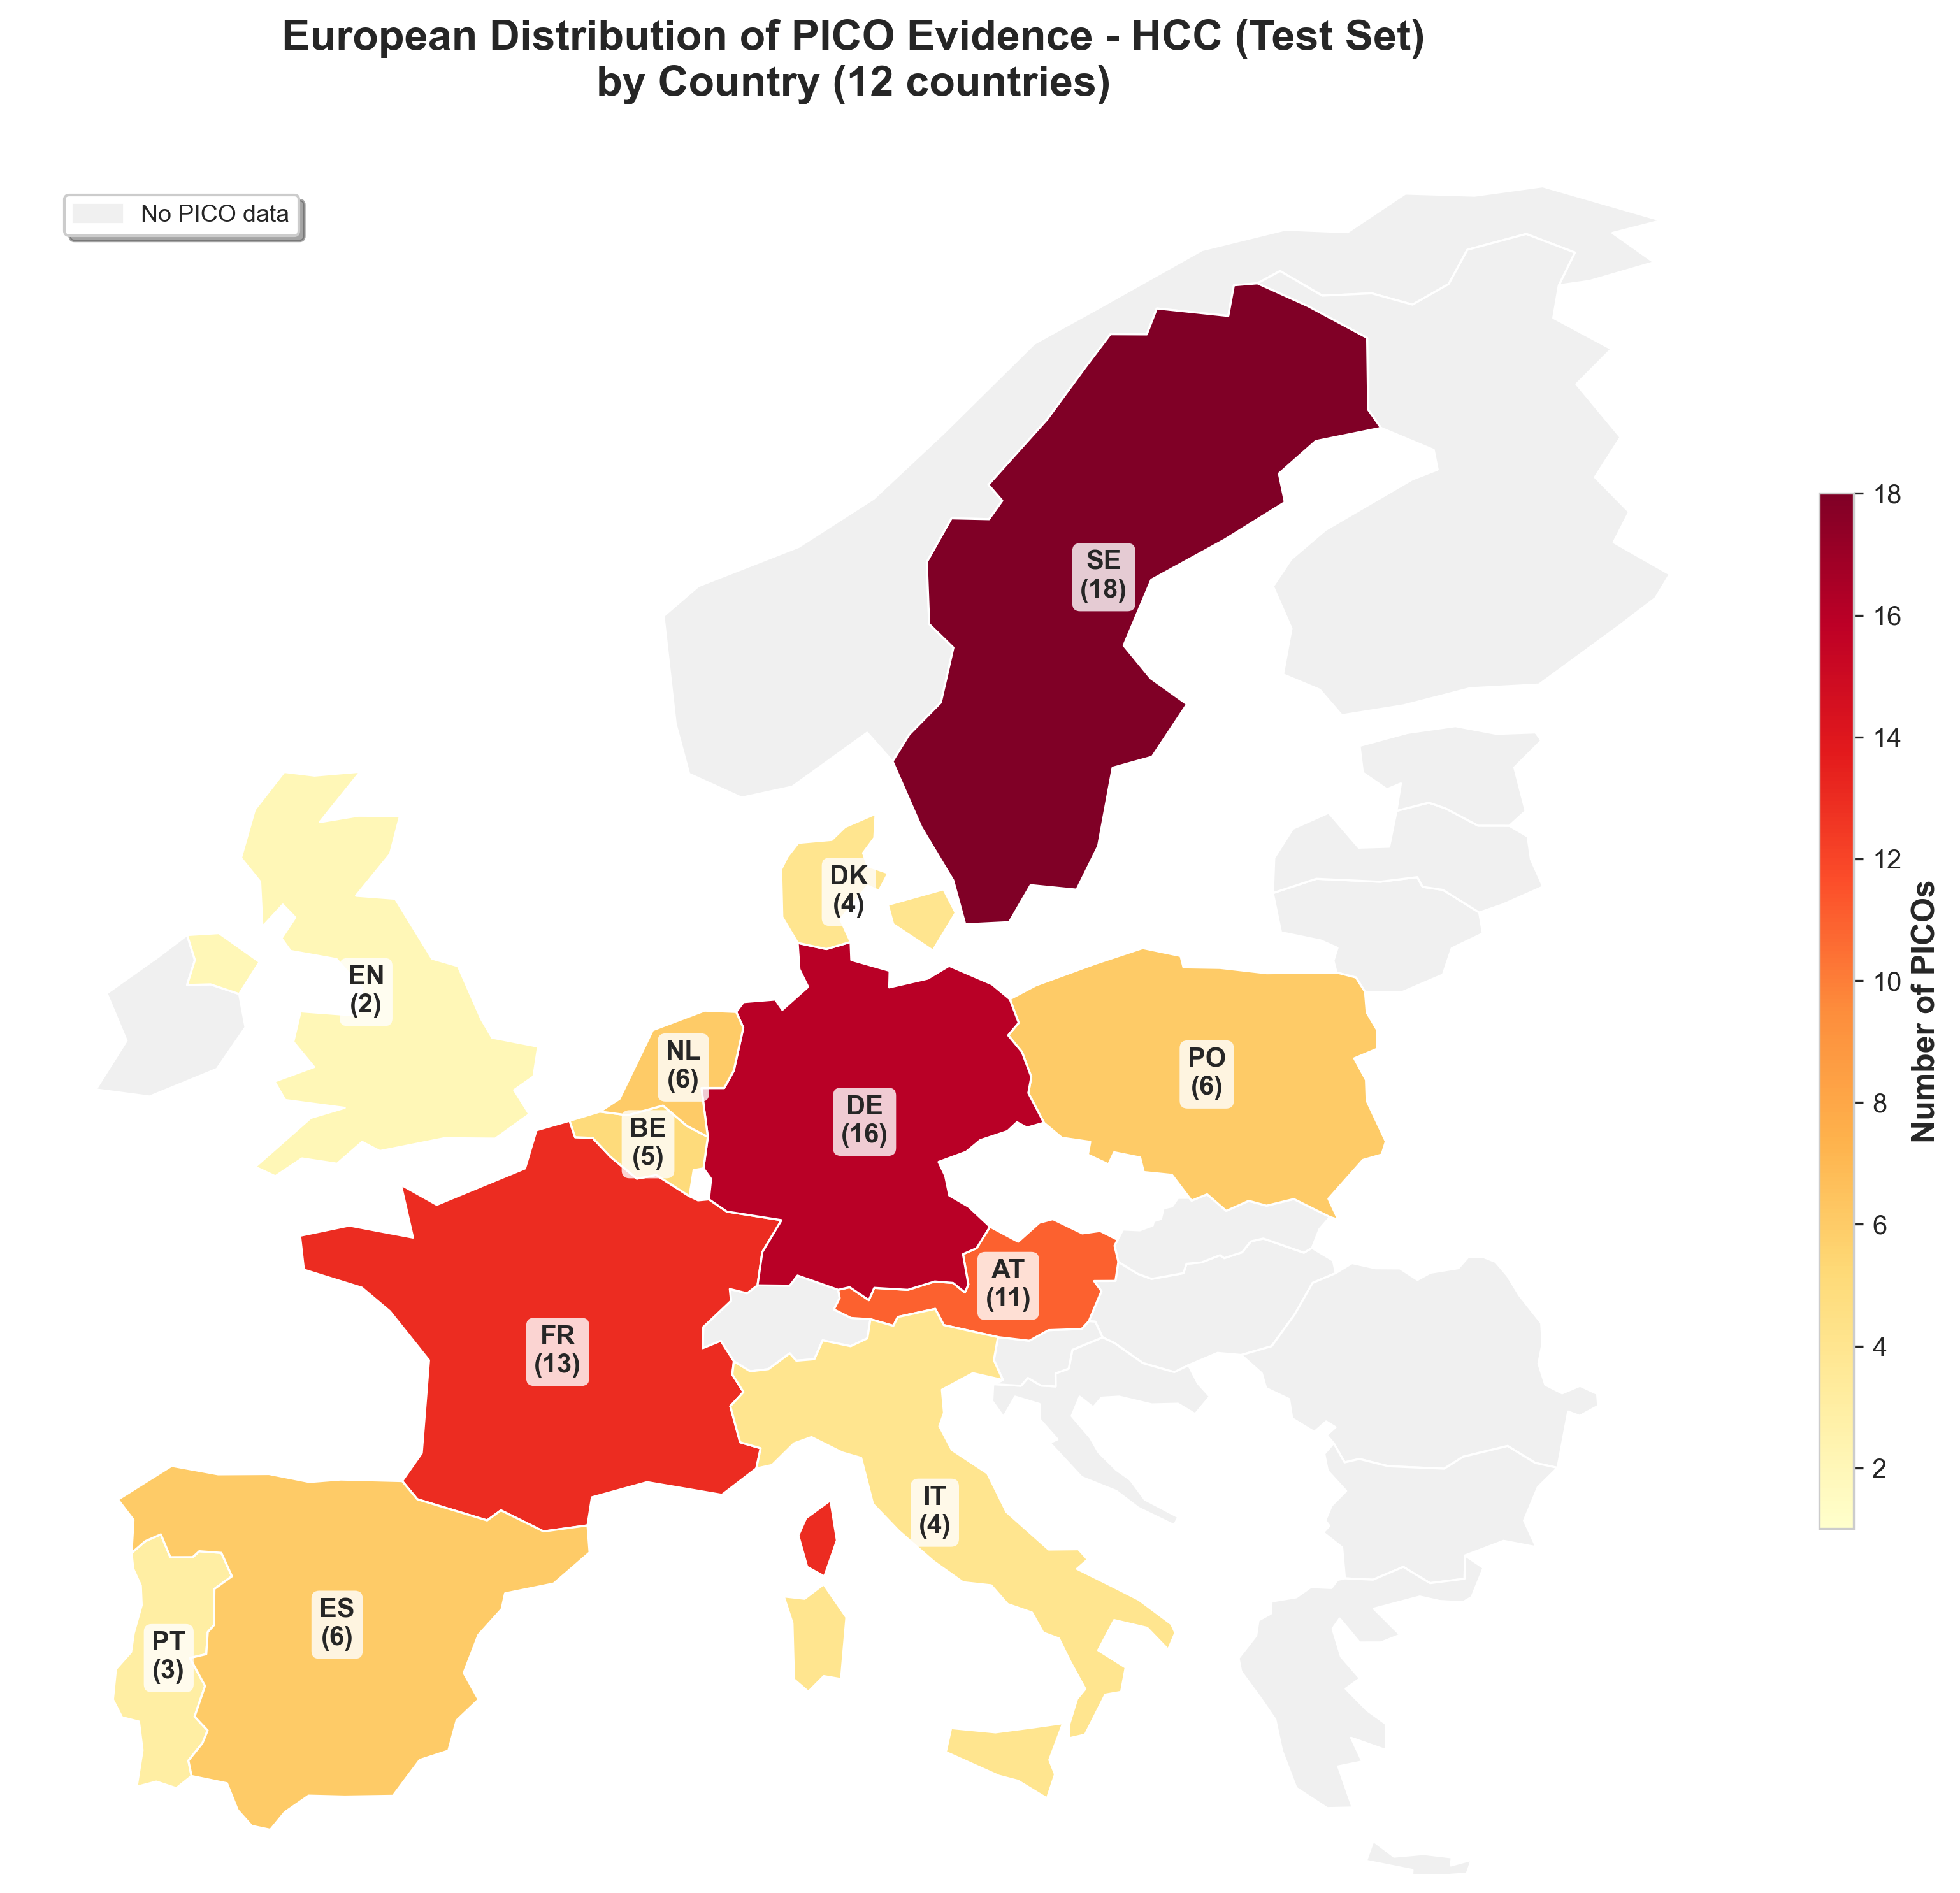 European Distribution of PICO Evidence - HCC (Test Set)
by Country (12 countries)
No PICO data
SE
(18)
DK
(4)
EN
(2)
NL
(6)
PO
(6)
DE
(16)
BE
(5)
AT
(11)
FR
(13)
IT
(4)
ES
(6)
PT
(3)
18
16
14
12
10
8
6
4
2
Number of PICOs